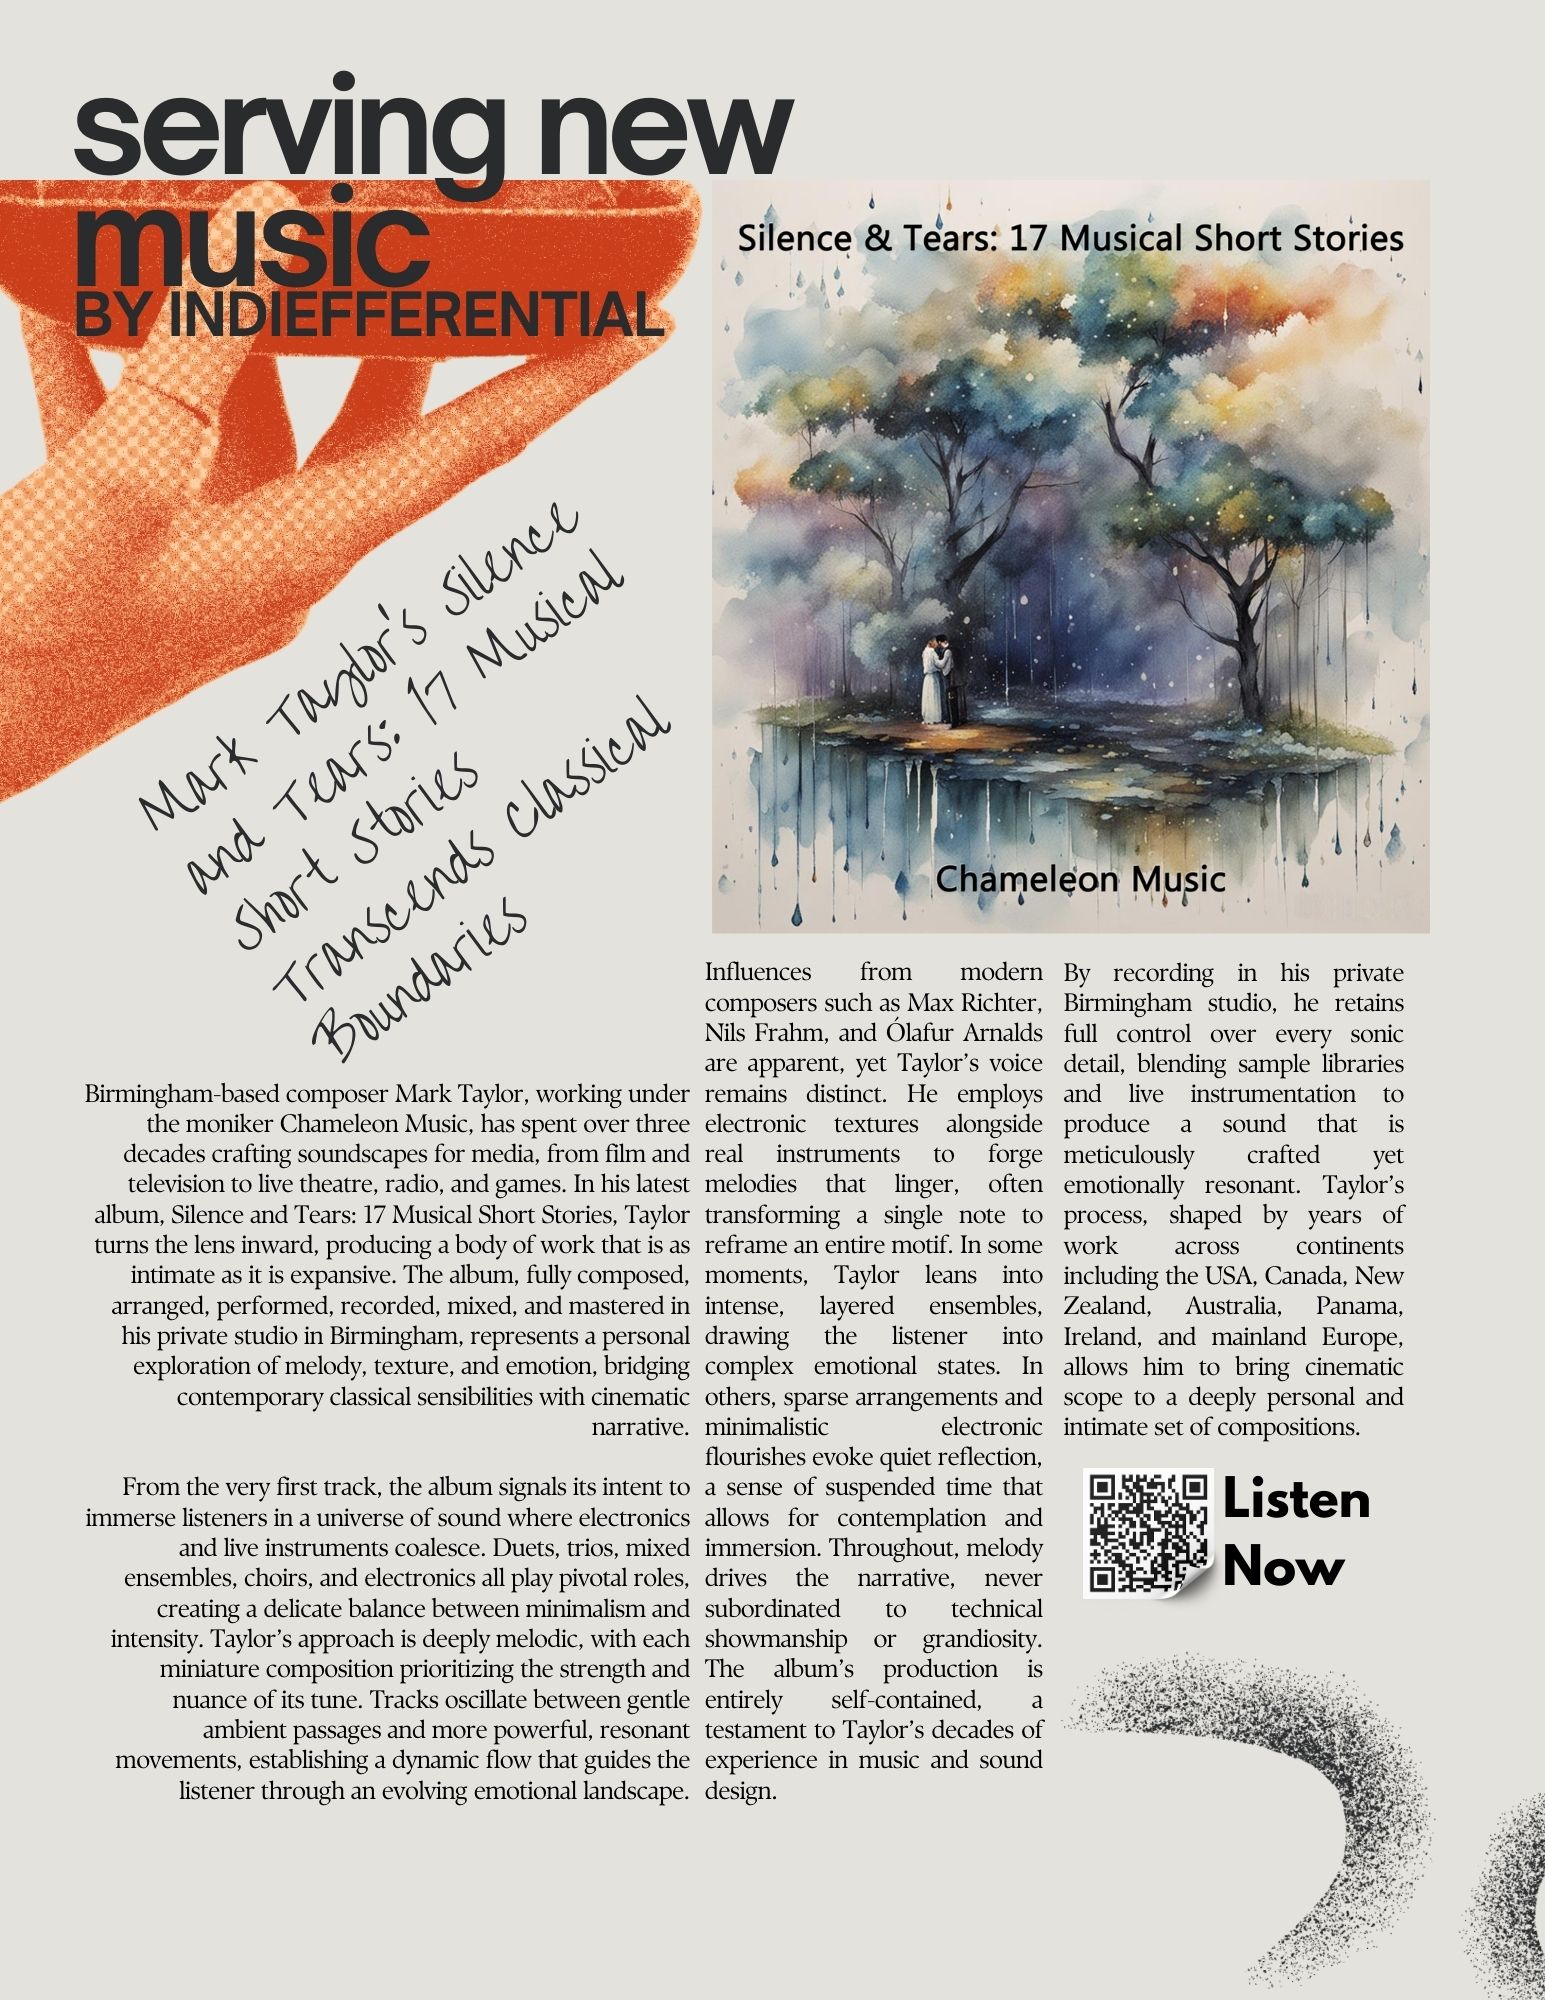 serving new
music
BY INDIEFFERENTIAL
Silence & Tears: 17 Musical Short Stories
Chameleon Music
Mark Taylor's Silence
and Tears: 17 Musical
Short Stories
Transcends Classical
Boundaries
Birmingham-based composer Mark Taylor, working under
the moniker Chameleon Music, has spent over three
decades crafting soundscapes for media, from film and
television to live theatre, radio, and games. In his latest
album, Silence and Tears: 17 Musical Short Stories, Taylor
turns the lens inward, producing a body of work that is as
intimate as it is expansive. The album, fully composed,
arranged, performed, recorded, mixed, and mastered in
his private studio in Birmingham, represents a personal
exploration of melody, texture, and emotion, bridging
contemporary classical sensibilities with cinematic
narrative.
From the very first track, the album signals its intent to
immerse listeners in a universe of sound where electronics
and live instruments coalesce. Duets, trios, mixed
ensembles, choirs, and electronics all play pivotal roles,
creating a delicate balance between minimalism and
intensity. Taylor’s approach is deeply melodic, with each
miniature composition prioritizing the strength and
nuance of its tune. Tracks oscillate between gentle
ambient passages and more powerful, resonant
movements, establishing a dynamic flow that guides the
listener through an evolving emotional landscape.
Influences from modern
composers such as Max Richter,
Nils Frahm, and Ólafur Arnalds
are apparent, yet Taylor’s voice
remains distinct. He employs
electronic textures alongside
real instruments to forge
melodies that linger, often
transforming a single note to
reframe an entire motif. In some
moments, Taylor leans into
intense, layered ensembles,
drawing the listener into
complex emotional states. In
others, sparse arrangements and
minimalistic electronic
flourishes evoke quiet reflection,
a sense of suspended time that
allows for contemplation and
immersion. Throughout, melody
drives the narrative, never
subordinated to technical
showmanship or grandiosity.
The album’s production is
entirely self-contained, a
testament to Taylor’s decades of
experience in music and sound
design.
By recording in his private
Birmingham studio, he retains
full control over every sonic
detail, blending sample libraries
and live instrumentation to
produce a sound that is
meticulously crafted yet
emotionally resonant. Taylor’s
process, shaped by years of
work across continents
including the USA, Canada, New
Zealand, Australia, Panama,
Ireland, and mainland Europe,
allows him to bring cinematic
scope to a deeply personal and
intimate set of compositions.
Listen
Now